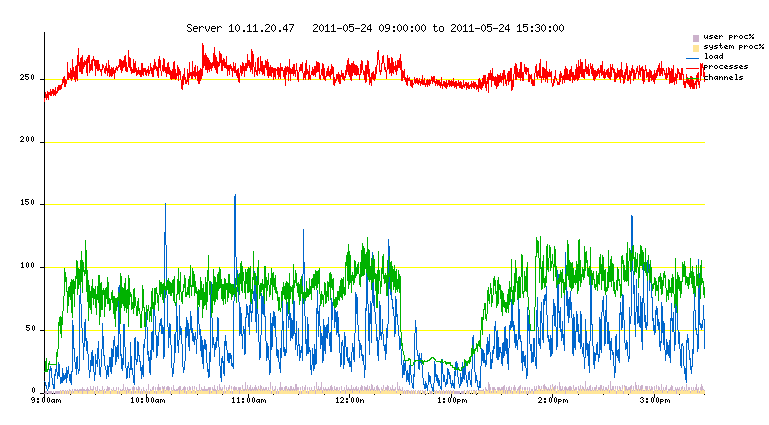 Server 10.11.20.47   2011-05-24 09:00:00 to 2011-05-24 15:30:00
user proc%
system proc%
load
processes
channels
250
200
150
100
50
0
9:00am
10:00am
11:00am
12:00pm
1:00pm
2:00pm
3:00pm